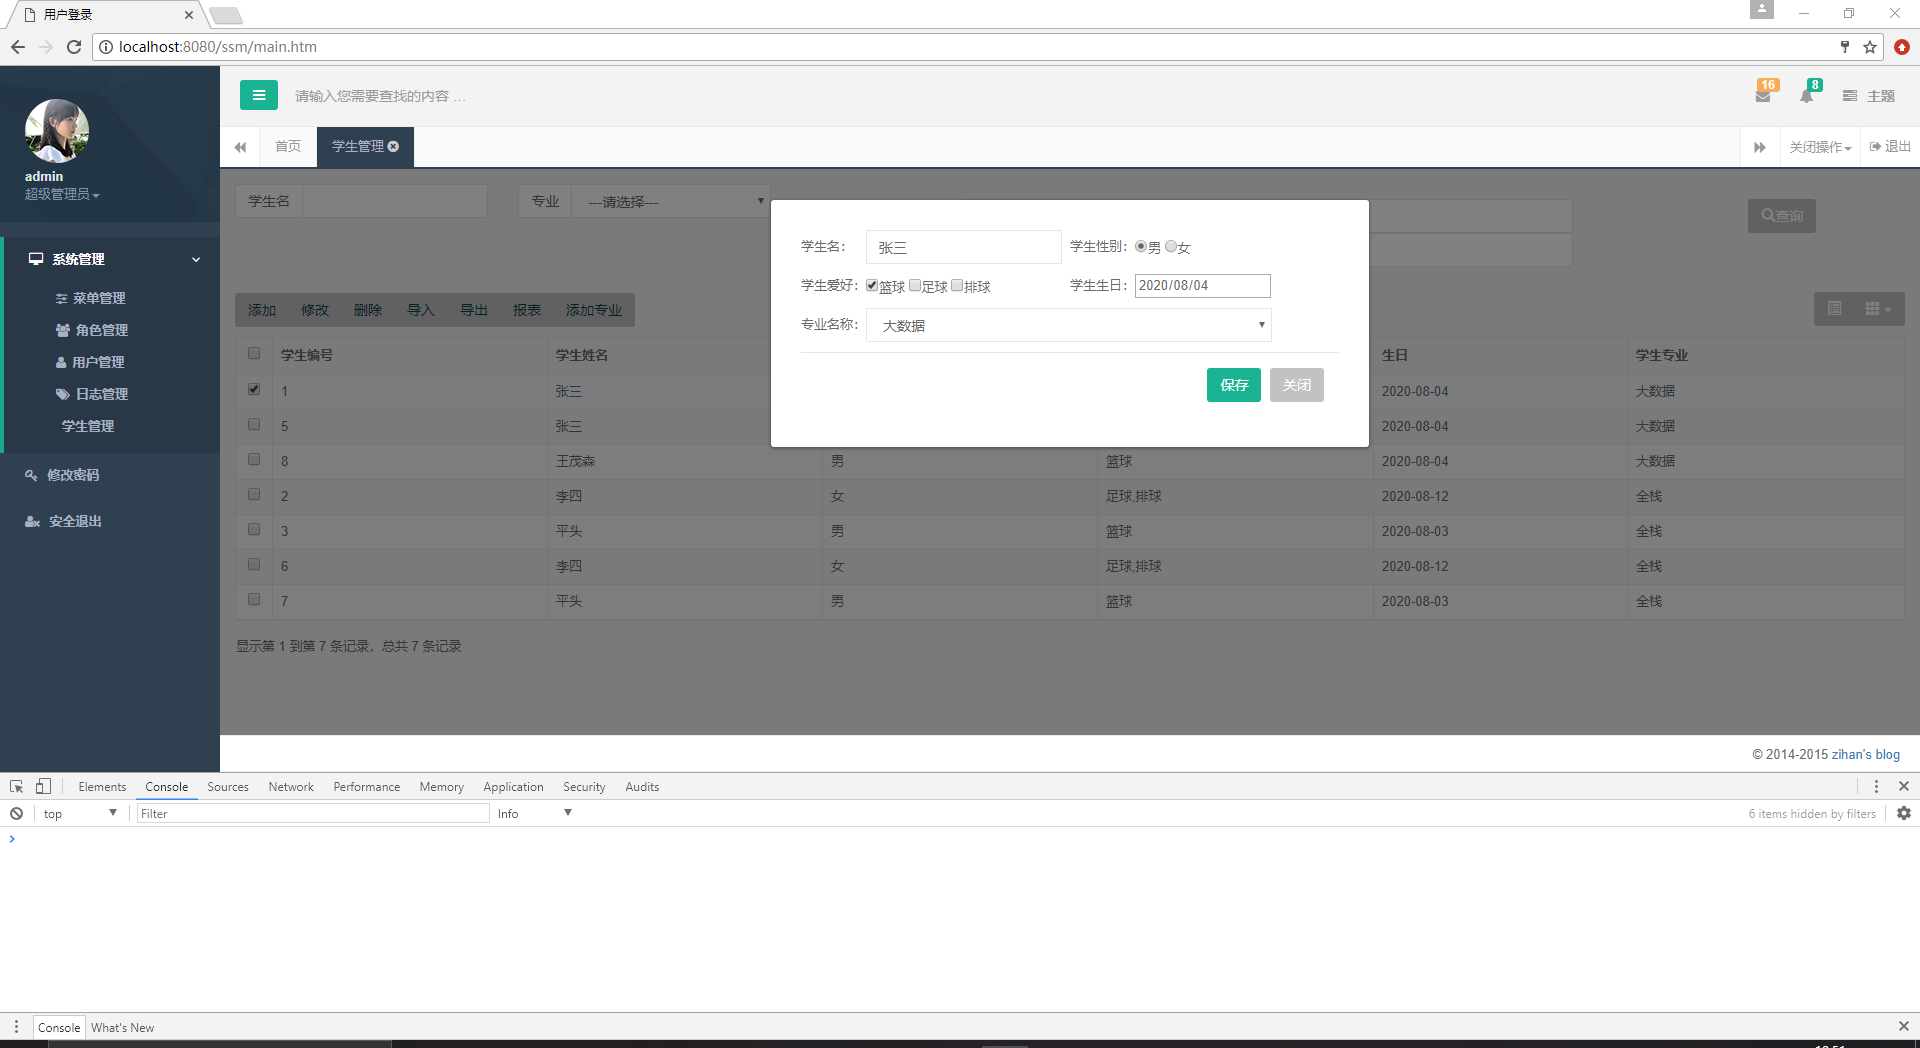 用户登录
localhost:8080/ssm/main.htm
请输入您需要查找的内容 …
16
8
主题
admin
超级管理员
首页
学生管理
关闭操作
退出
系统管理
菜单管理
角色管理
用户管理
日志管理
学生管理
修改密码
安全退出
学生名
专业
---请选择---
查询
学生名：
张三
学生性别：
男
女
学生爱好：
篮球
足球
排球
学生生日：
2020/08/04
专业名称：
大数据
保存
关闭
添加 修改 删除 导入 导出 报表 添加专业
学生编号 学生姓名 生日 学生专业
1 张三 2020-08-04 大数据
5 张三 2020-08-04 大数据
8 王茂森 男 篮球 2020-08-04 大数据
2 李四 女 足球,排球 2020-08-12 全栈
3 平头 男 篮球 2020-08-03 全栈
6 李四 女 足球,排球 2020-08-12 全栈
7 平头 男 篮球 2020-08-03 全栈
显示第 1 到第 7 条记录，总共 7 条记录
© 2014-2015 zihan's blog
Elements Console Sources Network Performance Memory Application Security Audits
top Filter Info 6 items hidden by filters
Console What's New